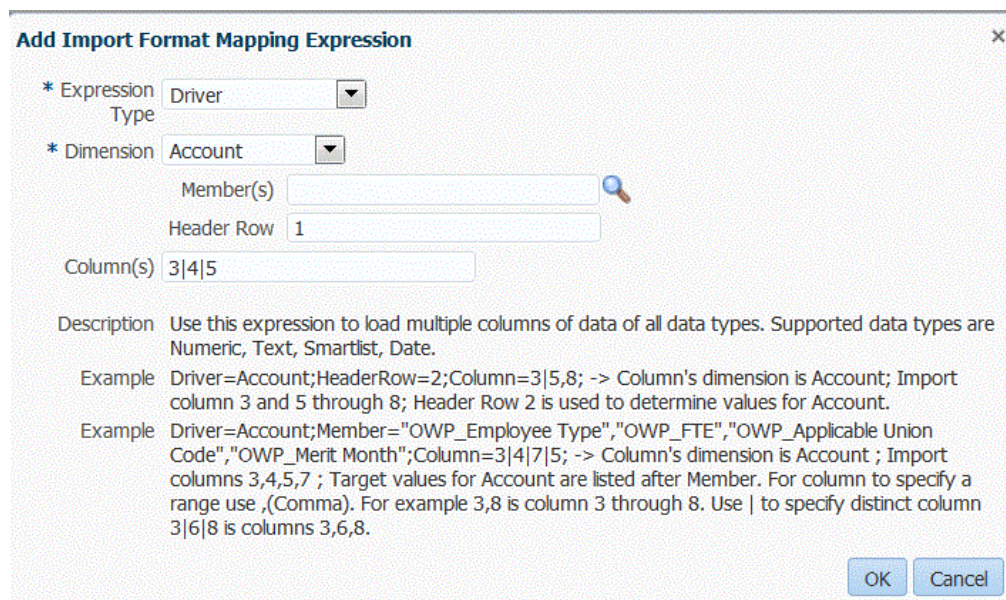 Add Import Format Mapping Expression
* Expression Type Driver
* Dimension Account
Member(s)
Header Row 1
Column(s) 3|4|5
Description Use this expression to load multiple columns of data of all data types. Supported data types are
Numeric, Text, Smartlist, Date.
Example Driver=Account;HeaderRow=2;Column=3|5,8; -> Column's dimension is Account; Import
column 3 and 5 through 8; Header Row 2 is used to determine values for Account.
Example Driver=Account;Member="OWP_Employee Type","OWP_FTE","OWP_Applicable Union
Code","OWP_Merit Month";Column=3|4|7|5; -> Column's dimension is Account ; Import
columns 3,4,5,7 ; Target values for Account are listed after Member. For column to specify a
range use ,(Comma). For example 3,8 is column 3 through 8. Use | to specify distinct column
3|6|8 is columns 3,6,8.
OK Cancel